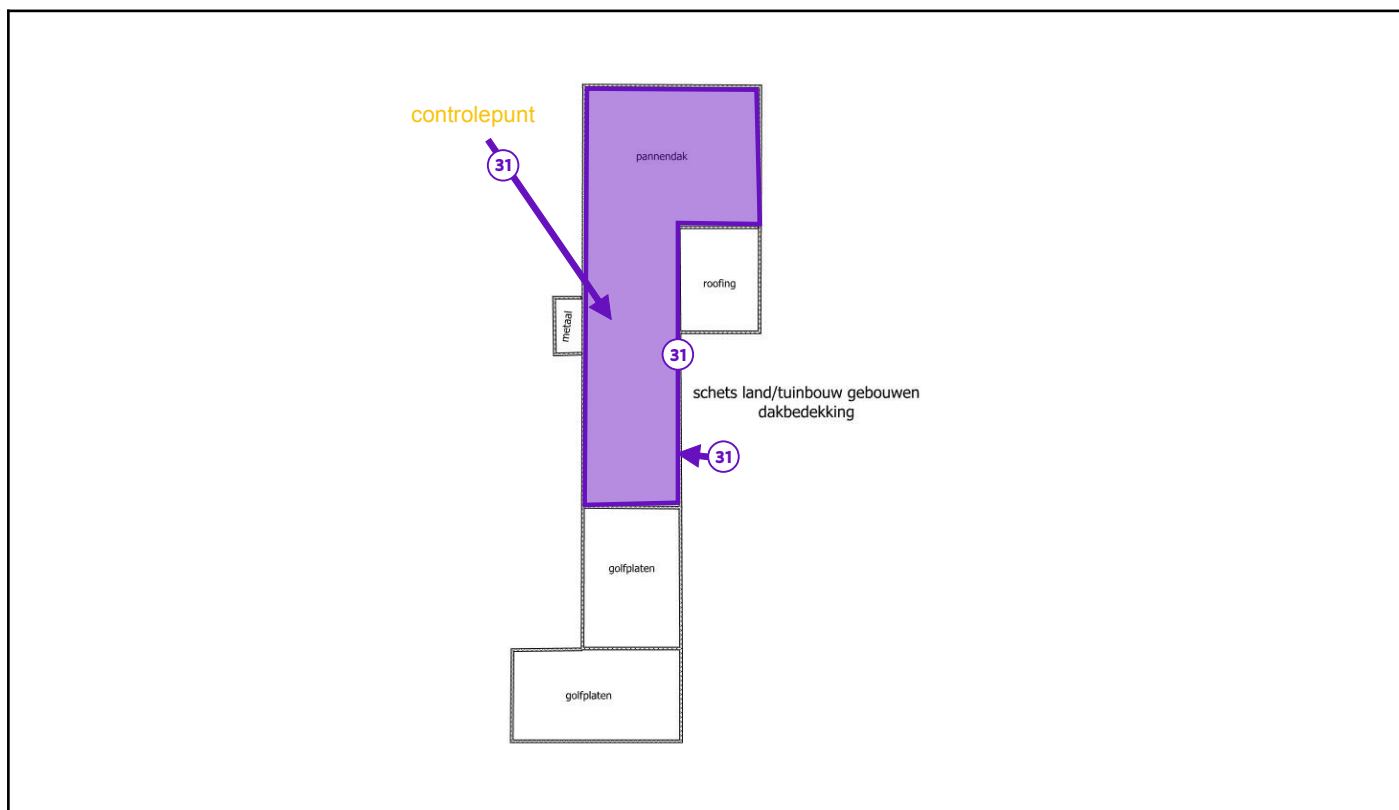 controlepunt
31
pannendak
roofing
metaal
31
schets land/tuinbouw gebouwen
dakbedekking
31
golfplaten
golfplaten